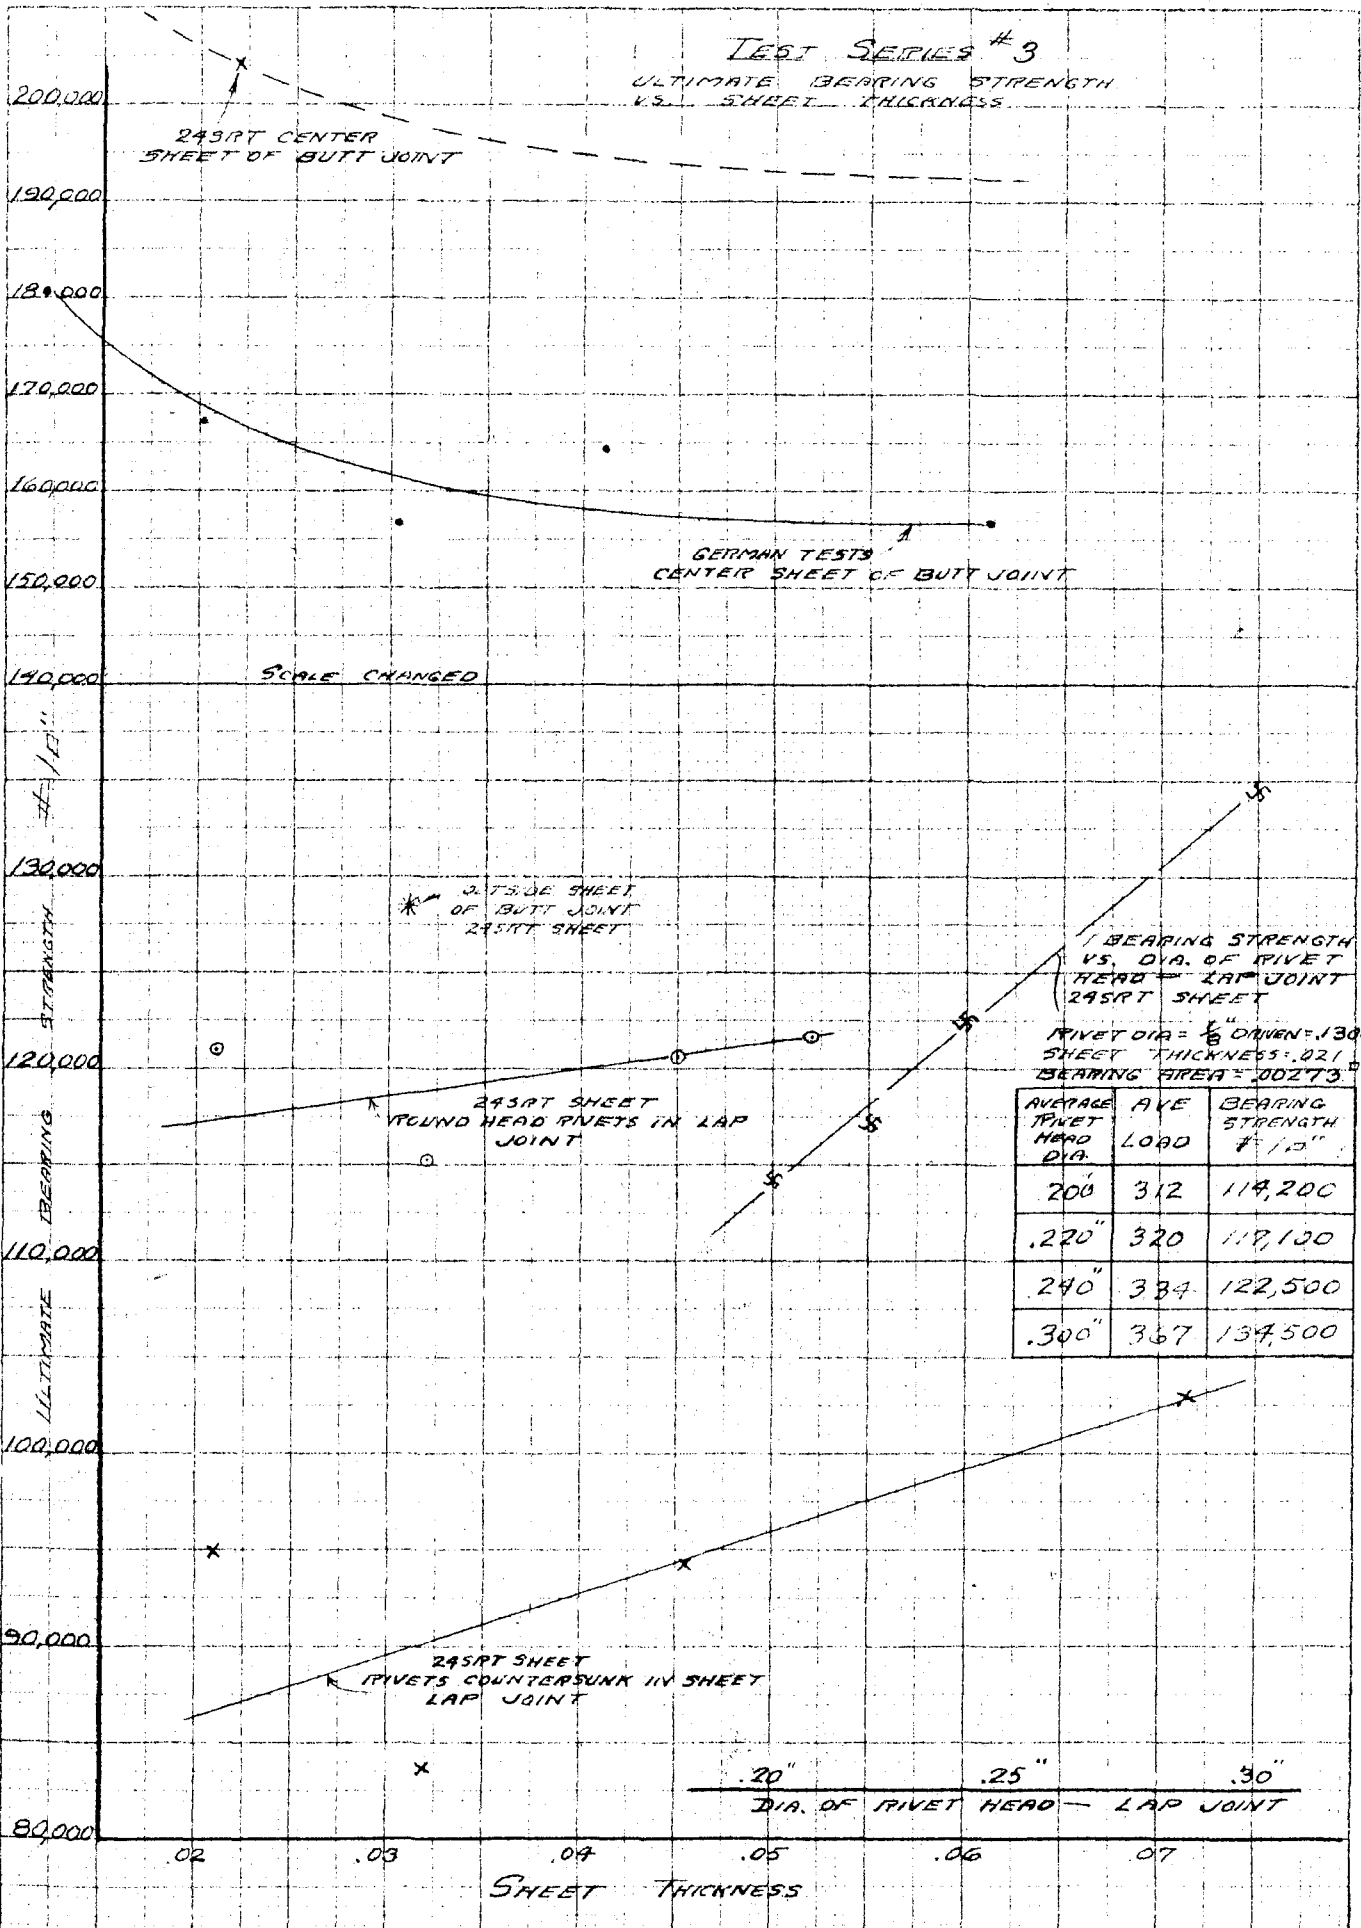 TEST SERIES #3
ULTIMATE BEARING STRENGTH
VS. SHEET THICKNESS
200,000
24SRT CENTER
SHEET OF BUTT JOINT
190,000
180,000
170,000
160,000
GERMAN TESTS
CENTER SHEET OF BUTT JOINT
150,000
140,000
SCALE CHANGED
ULTIMATE BEARING STRENGTH #/□"
130,000
OUTSIDE SHEET
OF BUTT JOINT
24SRT SHEET
BEARING STRENGTH
VS. DIA. OF RIVET
HEAD — LAP JOINT
24SRT SHEET
RIVET DIA = 1/8" DRIVEN = .130
SHEET THICKNESS = .021
BEARING AREA = .00273 □"
120,000
24SRT SHEET
ROUND HEAD RIVETS IN LAP
JOINT
AVERAGE RIVET HEAD DIA. AVE LOAD BEARING STRENGTH #/□"
.200" 312 114,200
.220" 320 117,100
.240" 334 122,500
.300" 367 134,500
110,000
100,000
90,000
24SRT SHEET
RIVETS COUNTERSUNK IN SHEET
LAP JOINT
.20" .25" .30"
DIA. OF RIVET HEAD — LAP JOINT
80,000
.02 .03 .04 .05 .06 .07
SHEET THICKNESS